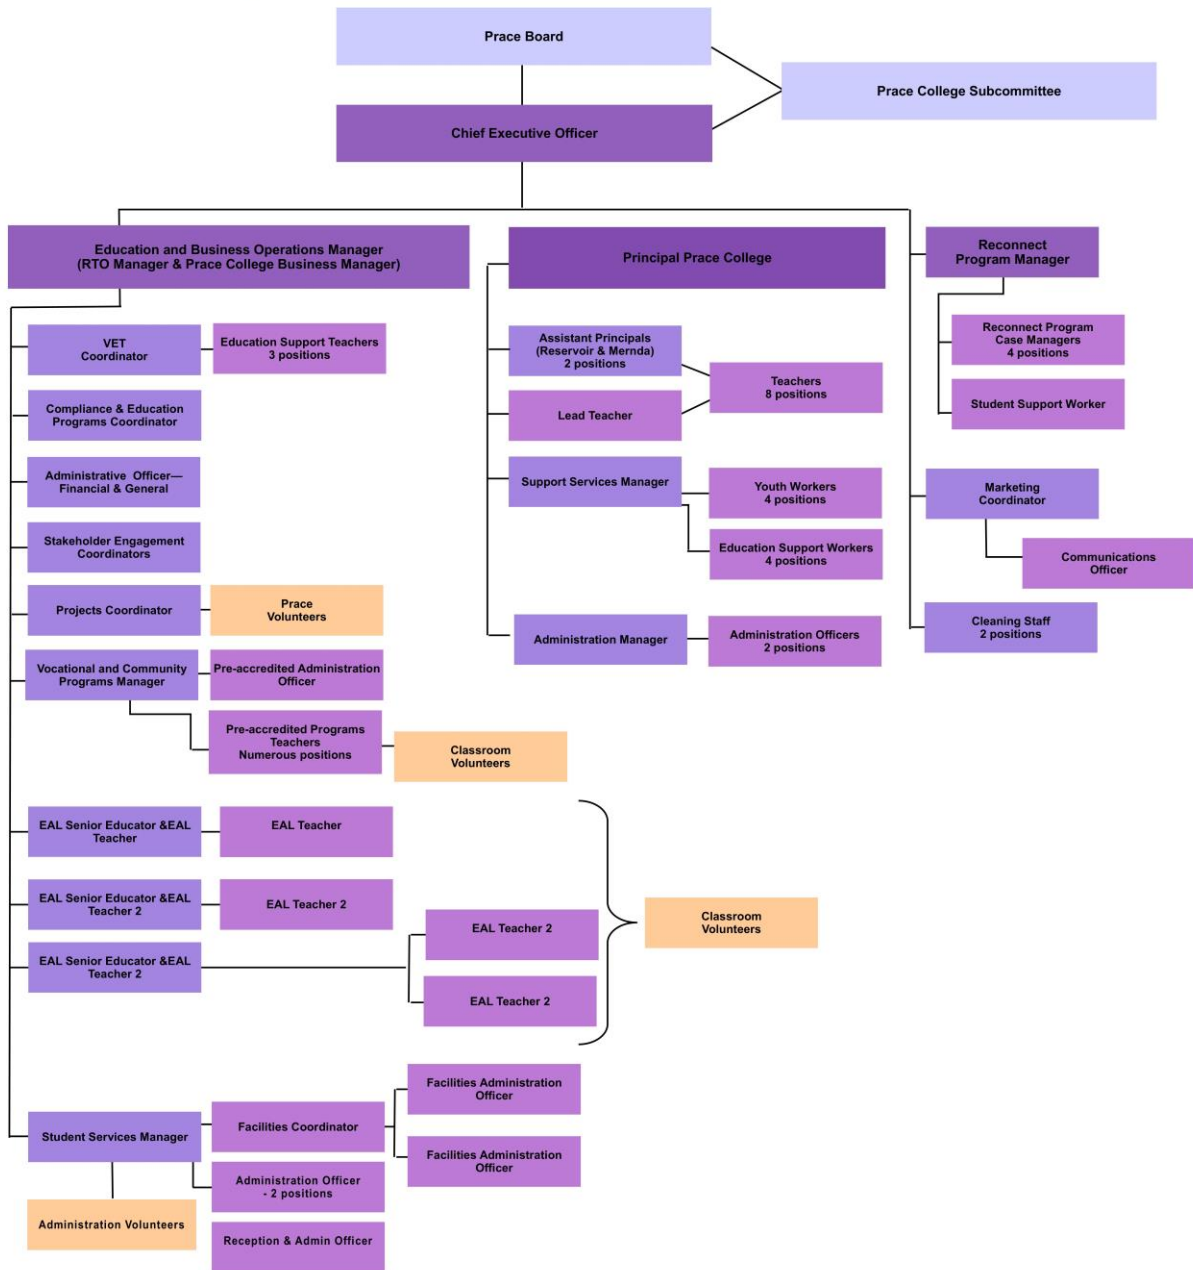 Prace Board
Prace College Subcommittee
Chief Executive Officer
Education and Business Operations Manager
(RTO Manager & Prace College Business Manager)
Principal Prace College
Reconnect
Program Manager
VET
Coordinator
Education Support Teachers
3 positions
Compliance & Education
Programs Coordinator
Administrative Officer—
Financial & General
Stakeholder Engagement
Coordinators
Projects Coordinator
Prace
Volunteers
Vocational and Community
Programs Manager
Pre-accredited Administration
Officer
Pre-accredited Programs
Teachers
Numerous positions
Classroom
Volunteers
EAL Senior Educator &EAL
Teacher
EAL Teacher
EAL Senior Educator &EAL
Teacher 2
EAL Teacher 2
EAL Senior Educator &EAL
Teacher 2
EAL Teacher 2
EAL Teacher 2
Classroom
Volunteers
Student Services Manager
Facilities Coordinator
Facilities Administration
Officer
Facilities Administration
Officer
Administration Officer
- 2 positions
Reception & Admin Officer
Administration Volunteers
Assistant Principals
(Reservoir & Mernda)
2 positions
Lead Teacher
Teachers
8 positions
Support Services Manager
Youth Workers
4 positions
Education Support Workers
4 positions
Administration Manager
Administration Officers
2 positions
Reconnect Program
Case Managers
4 positions
Student Support Worker
Marketing
Coordinator
Communications
Officer
Cleaning Staff
2 positions